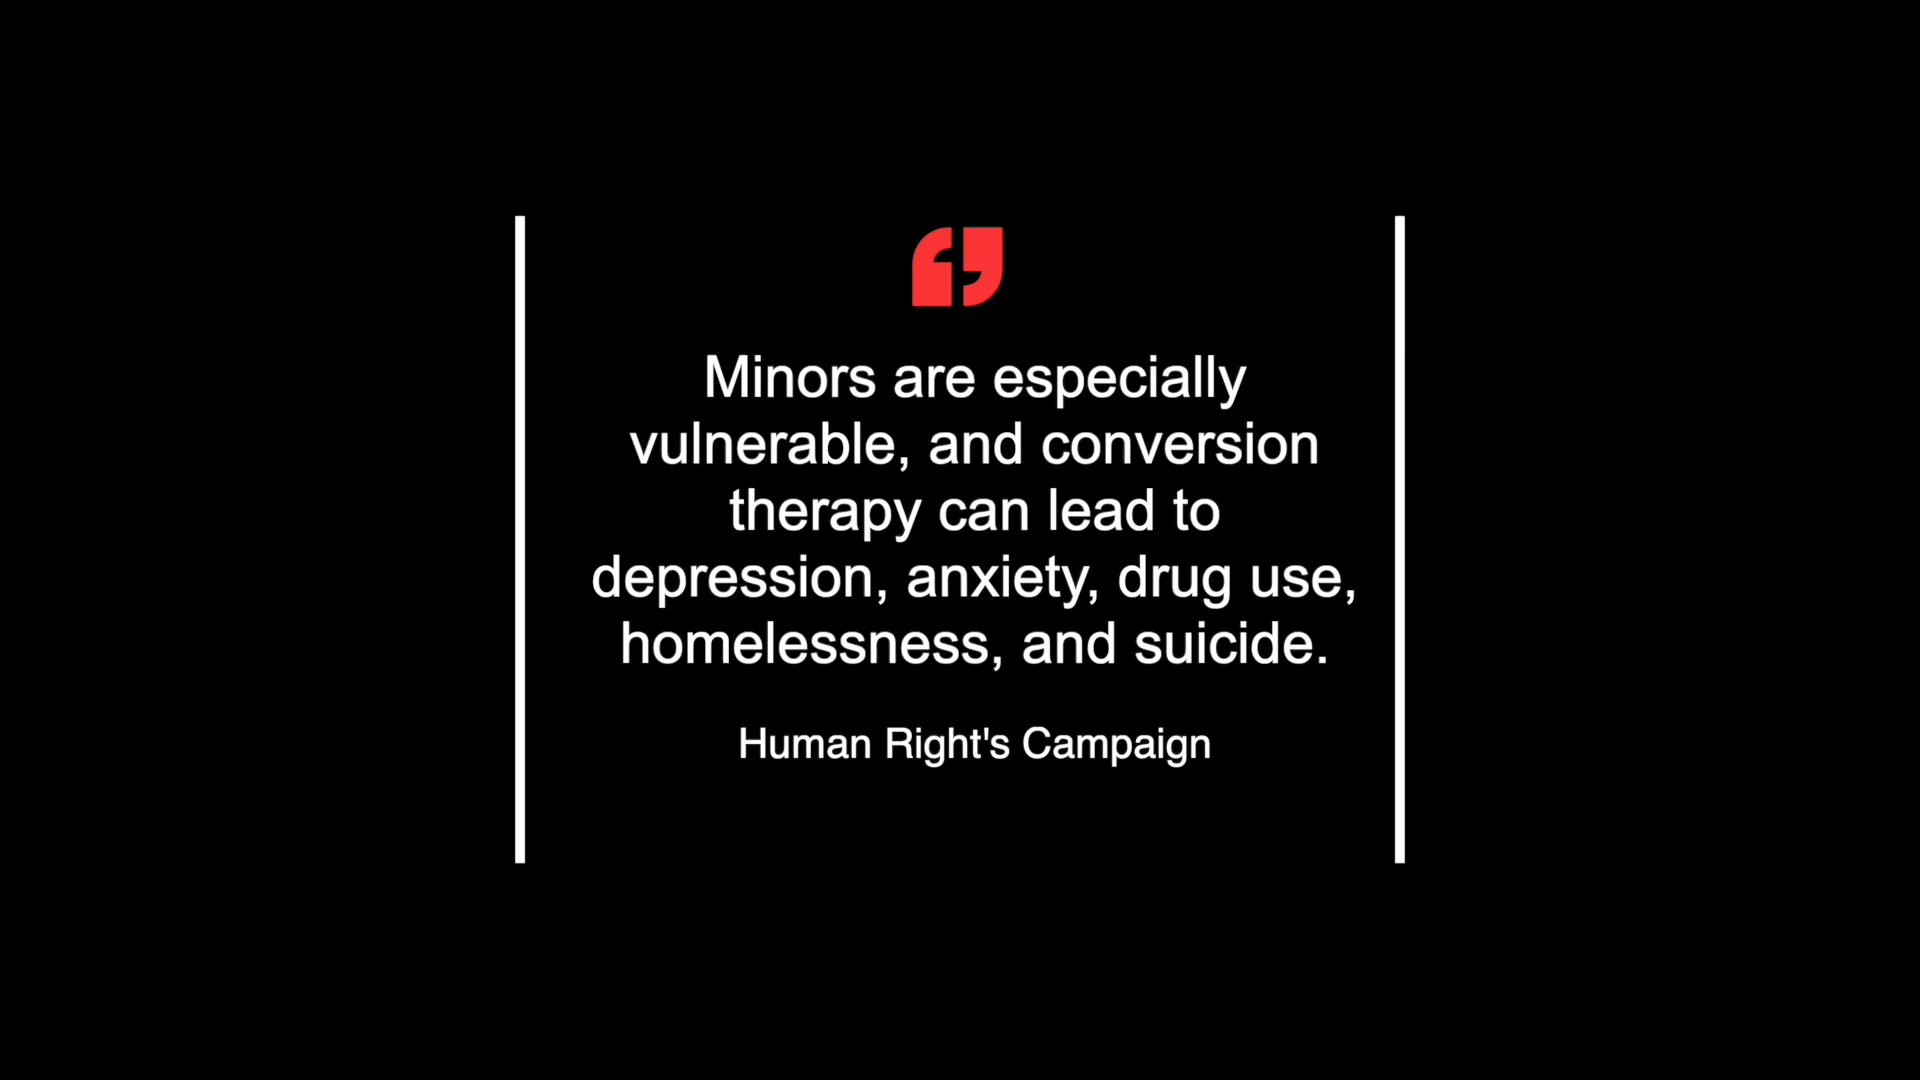 Minors are especially
vulnerable, and conversion
therapy can lead to
depression, anxiety, drug use,
homelessness, and suicide.
Human Right's Campaign